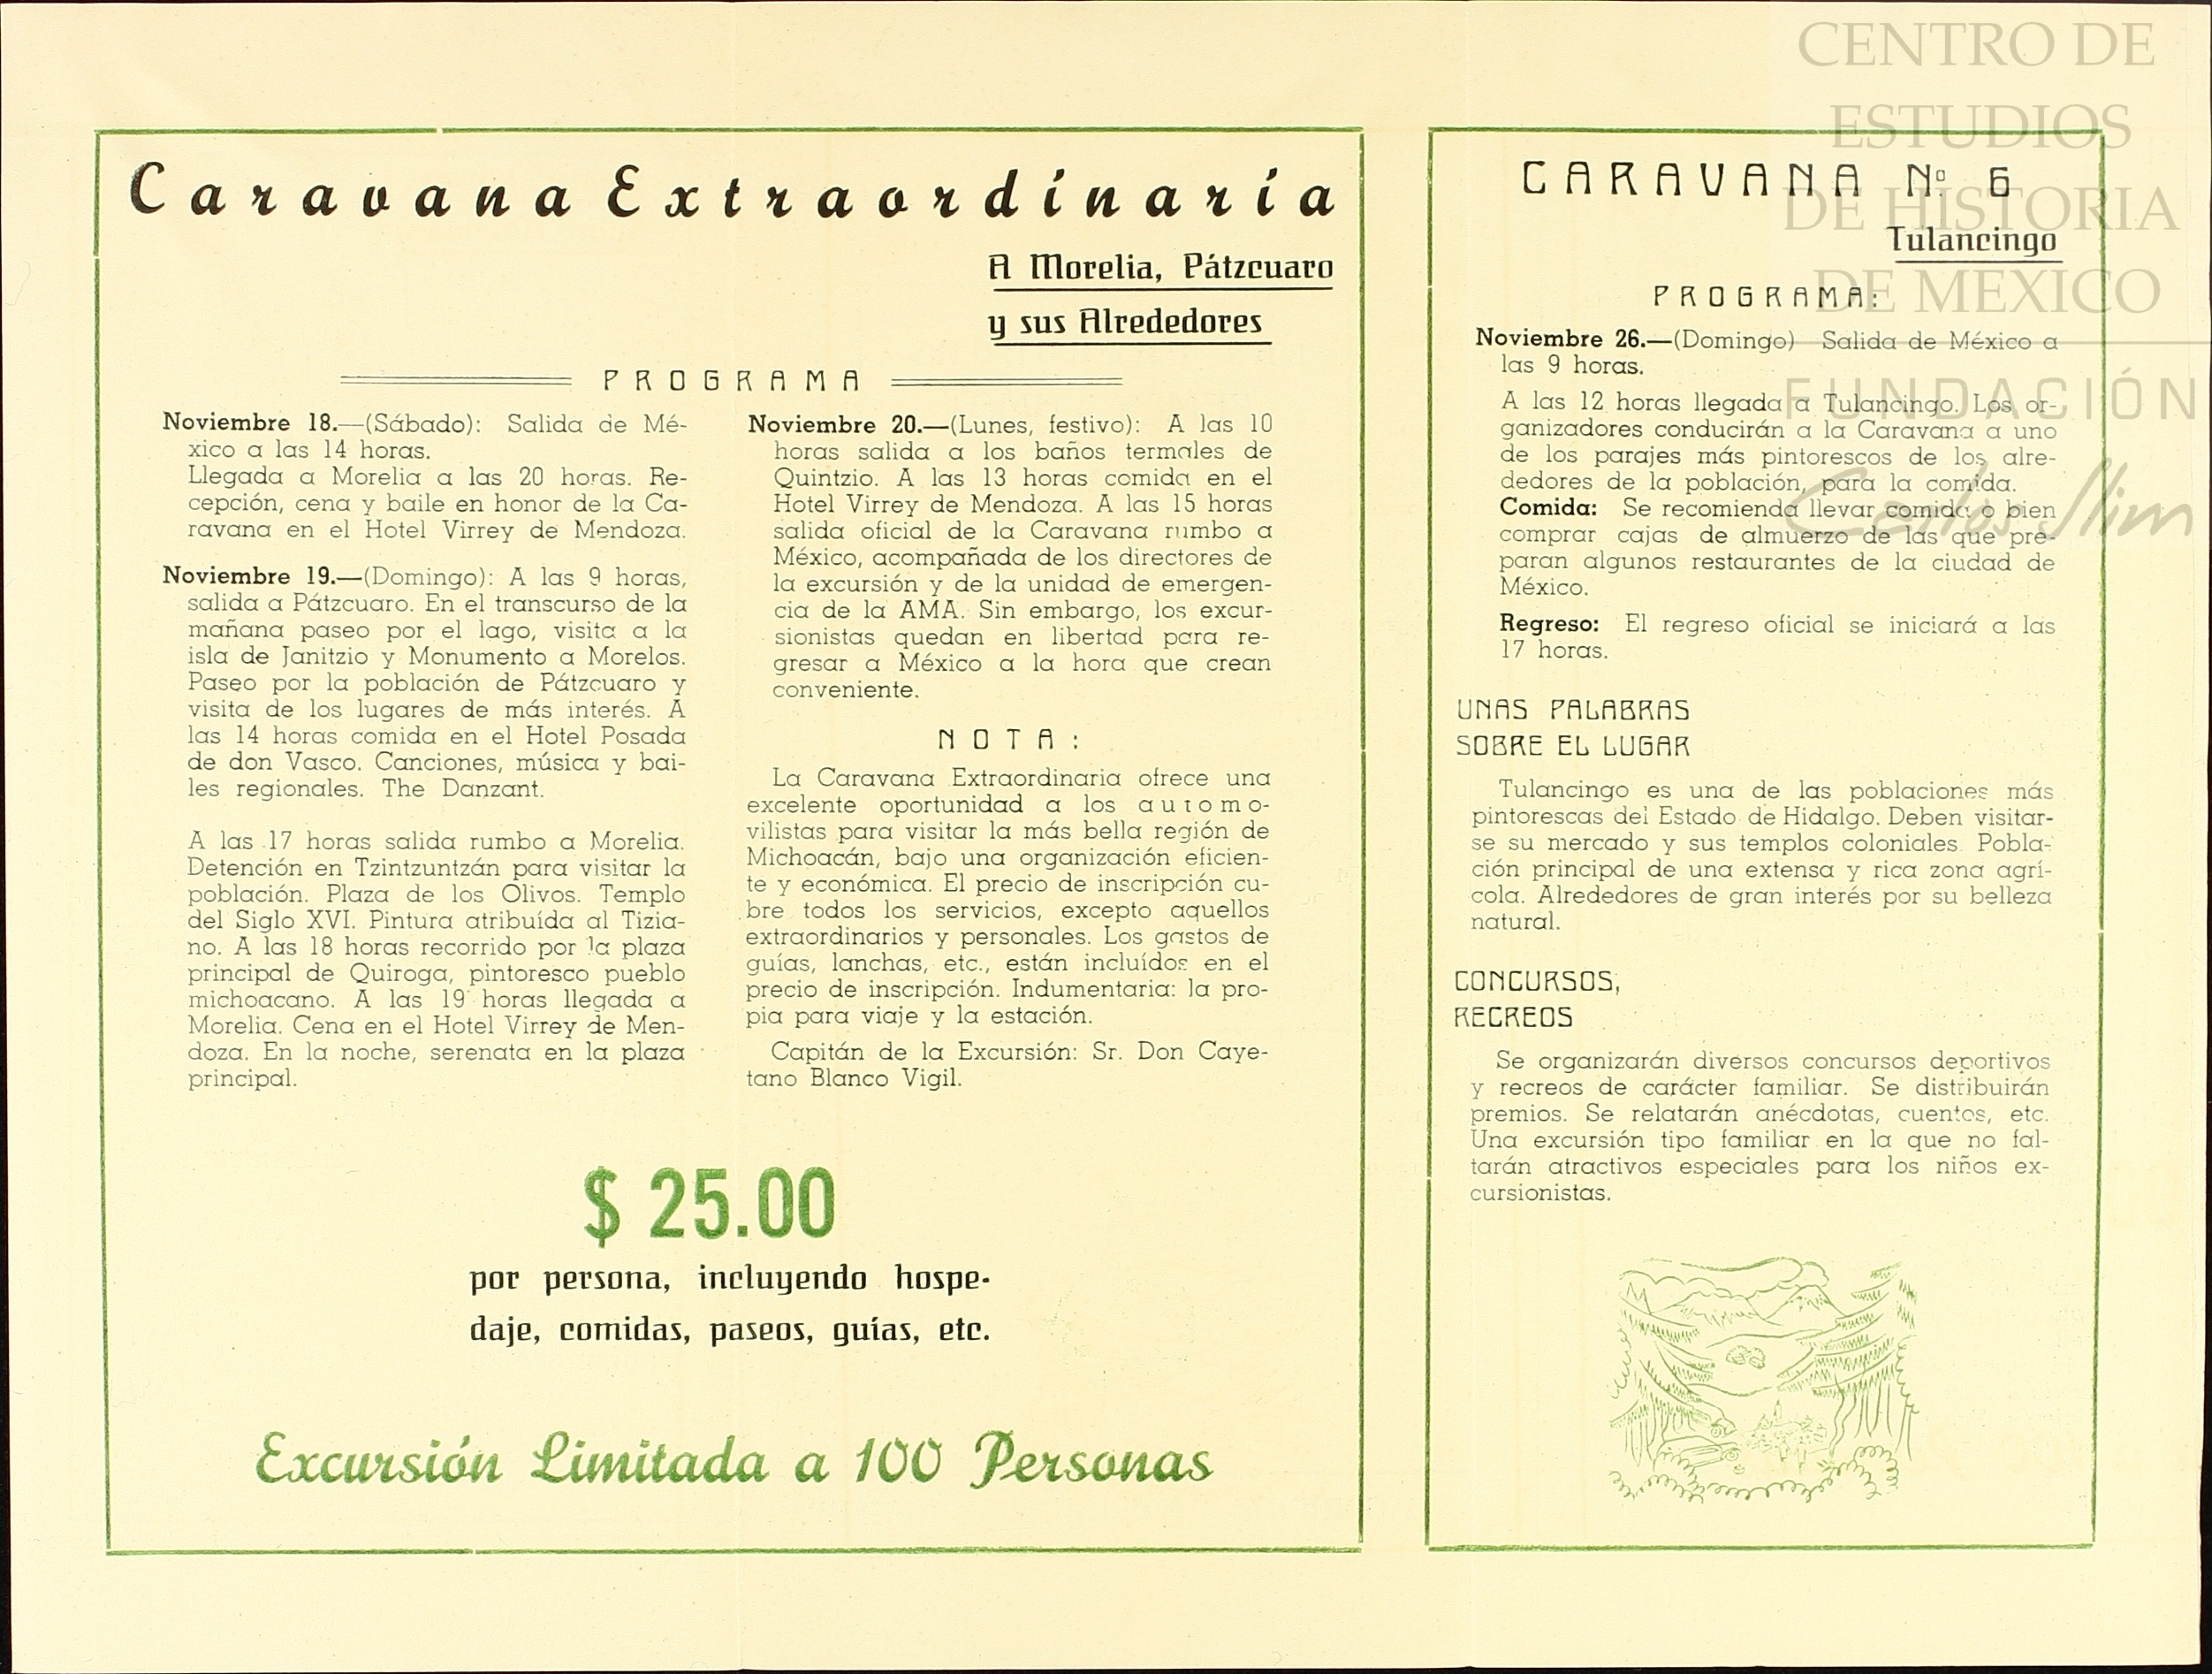 Caravana Extraordinaria
A Morelia, Pátzcuaro
y sus Alrededores
PROGRAMA
Noviembre 18.—(Sábado): Salida de Mé-
xico a las 14 horas.
Llegada a Morelia a las 20 horas. Re-
cepción, cena y baile en honor de la Ca-
ravana en el Hotel Virrey de Mendoza.
Noviembre 19.—(Domingo): A las 9 horas,
salida a Pátzcuaro. En el transcurso de la
mañana paseo por el lago, visita a la
isla de Janitzio y Monumento a Morelos.
Paseo por la población de Pátzcuaro y
visita de los lugares de más interés. A
las 14 horas comida en el Hotel Posada
de don Vasco. Canciones, música y bai-
les regionales. The Danzant.
A las 17 horas salida rumbo a Morelia.
Detención en Tzintzuntzán para visitar la
población. Plaza de los Olivos. Templo
del Siglo XVI. Pintura atribuída al Tizia-
no. A las 18 horas recorrido por la plaza
principal de Quiroga, pintoresco pueblo
michoacano. A las 19 horas llegada a
Morelia. Cena en el Hotel Virrey de Men-
doza. En la noche, serenata en la plaza
principal.
Noviembre 20.—(Lunes, festivo): A las 10
horas salida a los baños termales de
Quintzio. A las 13 horas comida en el
Hotel Virrey de Mendoza. A las 15 horas
salida oficial de la Caravana rumbo a
México, acompañada de los directores de
la excursión y de la unidad de emergen-
cia de la AMA. Sin embargo, los excur-
sionistas quedan en libertad para re-
gresar a México a la hora que crean
conveniente.
NOTA:
La Caravana Extraordinaria ofrece una
excelente oportunidad a los automo-
vilistas para visitar la más bella región de
Michoacán, bajo una organización eficien-
te y económica. El precio de inscripción cu-
bre todos los servicios, excepto aquellos
extraordinarios y personales. Los gastos de
guías, lanchas, etc., están incluídos en el
precio de inscripción. Indumentaria: la pro-
pia para viaje y la estación.
Capitán de la Excursión: Sr. Don Caye-
tano Blanco Vigil.
$ 25.00
por persona, incluyendo hospe-
daje, comidas, paseos, guías, etc.
Excursión Limitada a 100 Personas
CARAVANA Nº 6
Tulancingo
PROGRAMA:
Noviembre 26.—(Domingo) Salida de México a
las 9 horas.
A las 12 horas llegada a Tulancingo. Los or-
ganizadores conducirán a la Caravana a uno
de los parajes más pintorescos de los alre-
dedores de la población, para la comida.
Comida: Se recomienda llevar comida o bien
comprar cajas de almuerzo de las que pre-
paran algunos restaurantes de la ciudad de
México.
Regreso: El regreso oficial se iniciará a las
17 horas.
UNAS PALABRAS
SOBRE EL LUGAR
Tulancingo es una de las poblaciones más
pintorescas del Estado de Hidalgo. Deben visitar-
se su mercado y sus templos coloniales. Pobla-
ción principal de una extensa y rica zona agrí-
cola. Alrededores de gran interés por su belleza
natural.
CONCURSOS,
RECREOS
Se organizarán diversos concursos deportivos
y recreos de carácter familiar. Se distribuirán
premios. Se relatarán anécdotas, cuentos, etc.
Una excursión tipo familiar en la que no fal-
tarán atractivos especiales para los niños ex-
cursionistas.
CENTRO DE
ESTUDIOS
DE HISTORIA
DE MEXICO
FUNDACIÓN
Carlos Slim